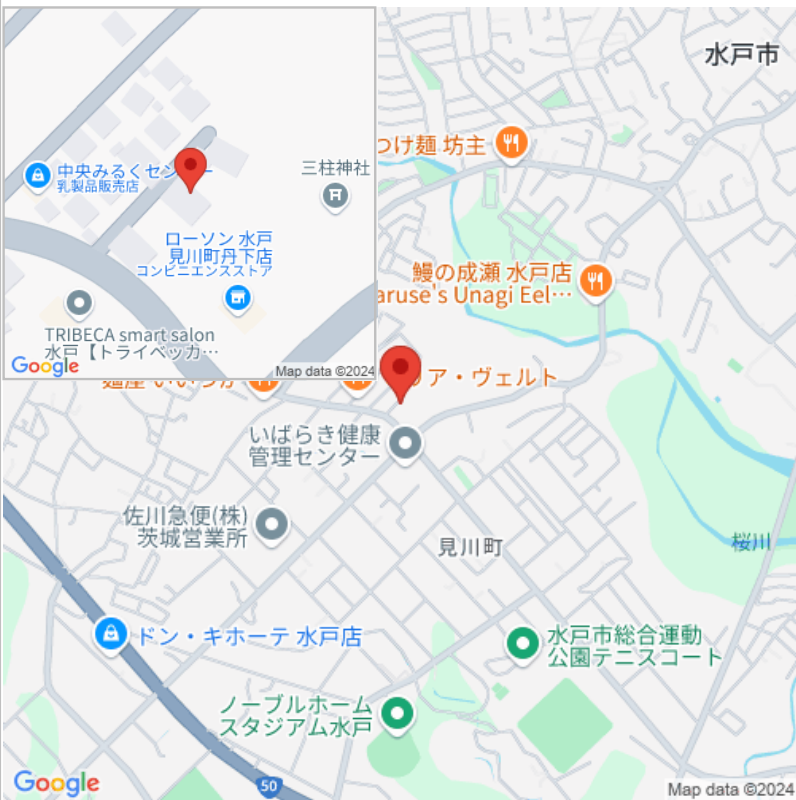 中央みるくセンター
乳製品販売店
三柱神社
ローソン 水戸
見川町丹下店
コンビニエンスストア
TRIBECA smart salon
水戸【トライベッカ…
Google
Map data ©2024
水戸市
つけ麺 坊主
鰻の成瀬 水戸店
aruse's Unagi Eel…
ア・ヴェルト
いばらき健康
管理センター
佐川急便(株)
茨城営業所
見川町
桜川
ドン・キホーテ 水戸店
水戸市総合運動
公園テニスコート
ノーブルホーム
スタジアム水戸
50
Google
Map data ©2024